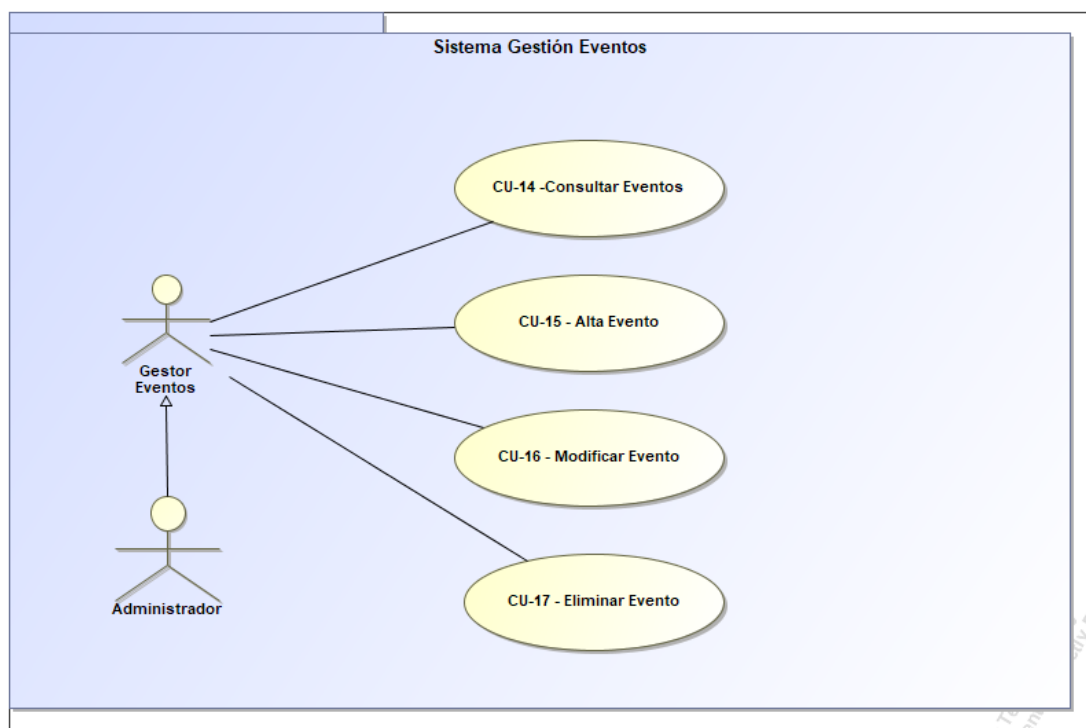 Sistema Gestión Eventos
CU-14 -Consultar Eventos
CU-15 - Alta Evento
Gestor
Eventos
CU-16 - Modificar Evento
CU-17 - Eliminar Evento
Administrador